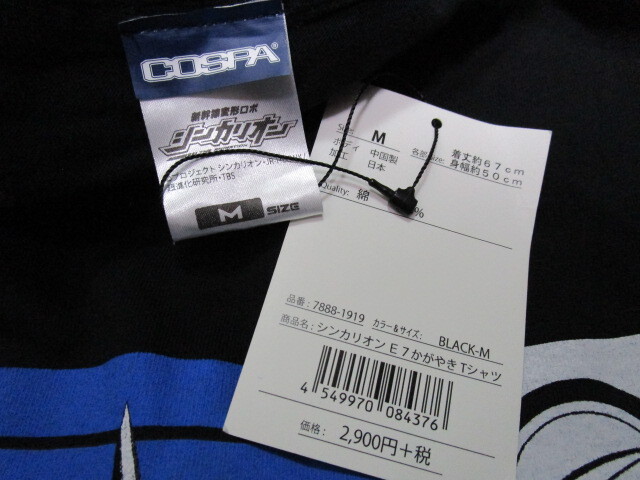 COSPA
新幹線変形ロボ
シンカリオン
プロジェクト シンカリオン・JR
進化研究所・TBS
M SIZE
M
着丈約67cm
身幅約50cm
ボディ 中国製
加工 日本
Quality: 綿 %
品番: 7888-1919 カラー&サイズ: BLACK-M
商品名: シンカリオン E7かがやきTシャツ
4 549970 084376
価格: 2,900円+税